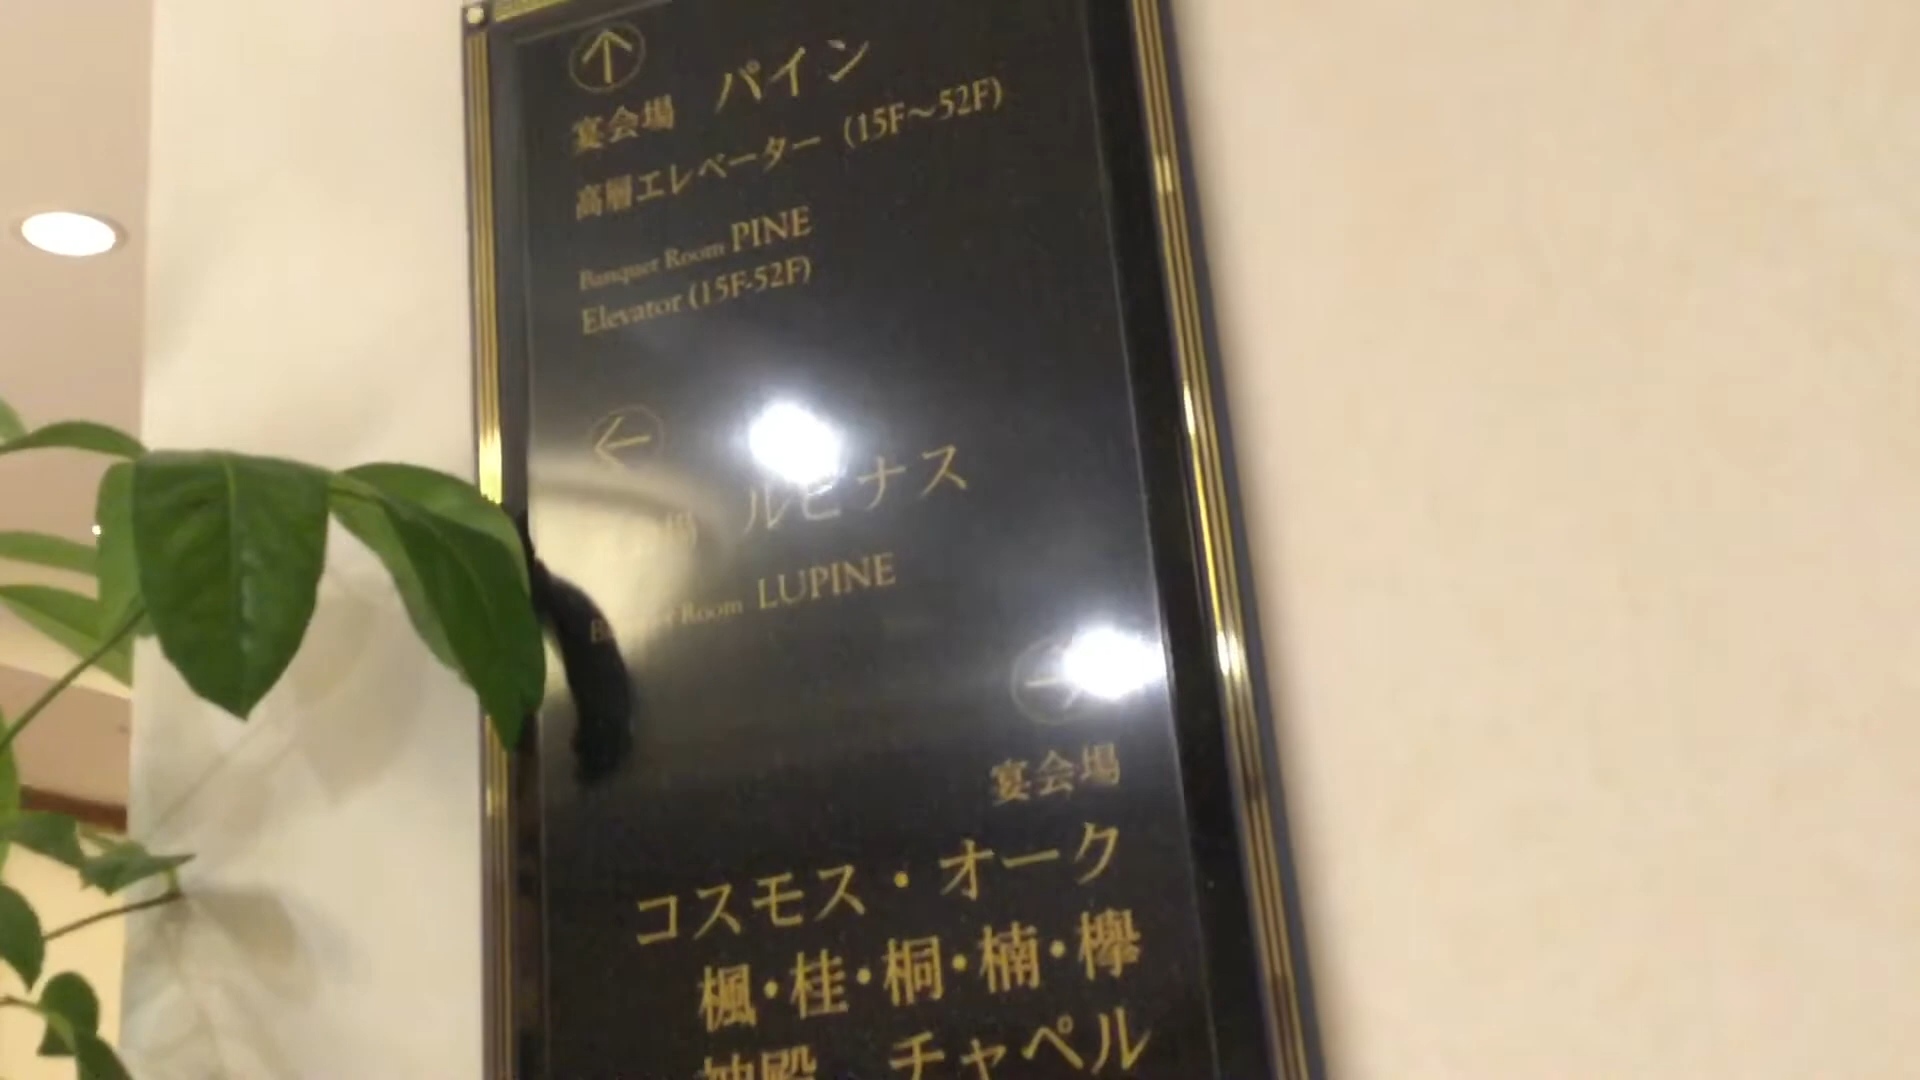 ↑
宴会場 パイン
高層エレベーター (15F～52F)
Banquet Room PINE
Elevator (15F-52F)
←
場 ルピナス
Room LUPINE
→
宴会場
コスモス・オーク
楓・桂・桐・楠・欅
神殿 チャペル